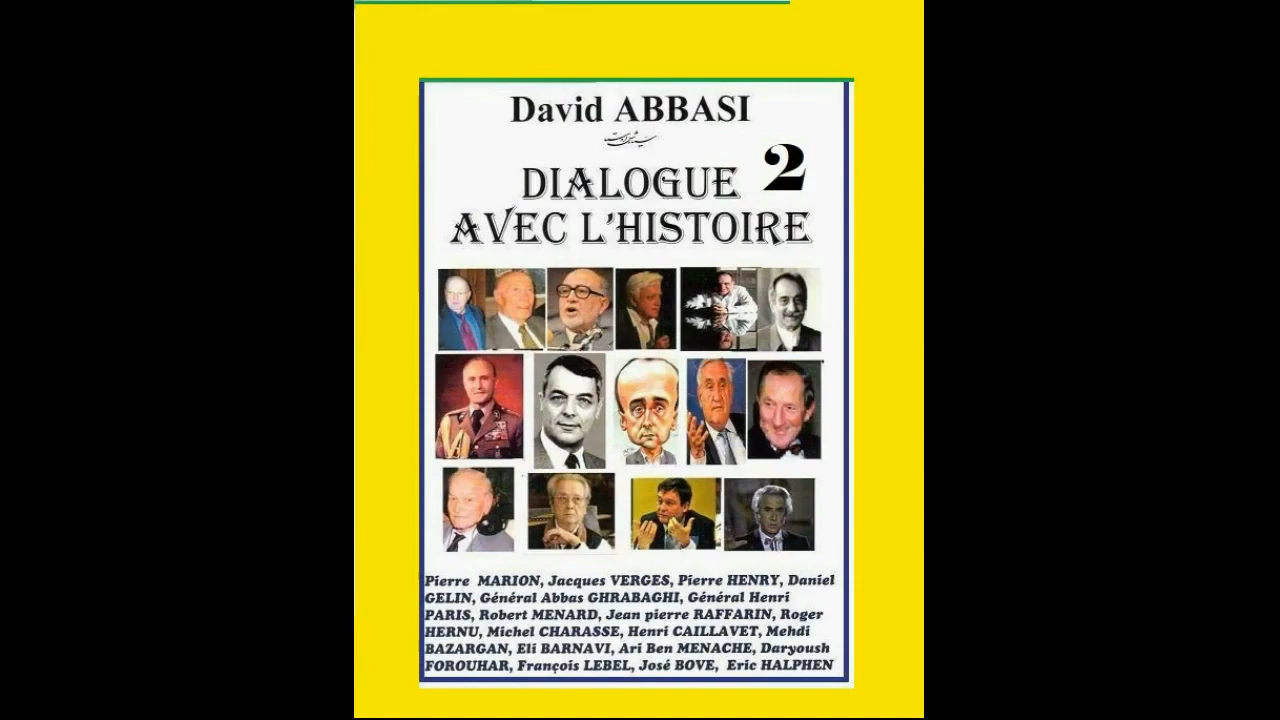 David ABBASI
DIALOGUE 2
AVEC L'HISTOIRE
Pierre MARION, Jacques VERGES, Pierre HENRY, Daniel
GELIN, Général Abbas GHRABAGHI, Général Henri
PARIS, Robert MENARD, Jean pierre RAFFARIN, Roger
HERNU, Michel CHARASSE, Henri CAILLAVET, Mehdi
BAZARGAN, Eli BARNAVI, Ari Ben MENACHE, Daryoush
FOROUHAR, François LEBEL, José BOVE, Eric HALPHEN